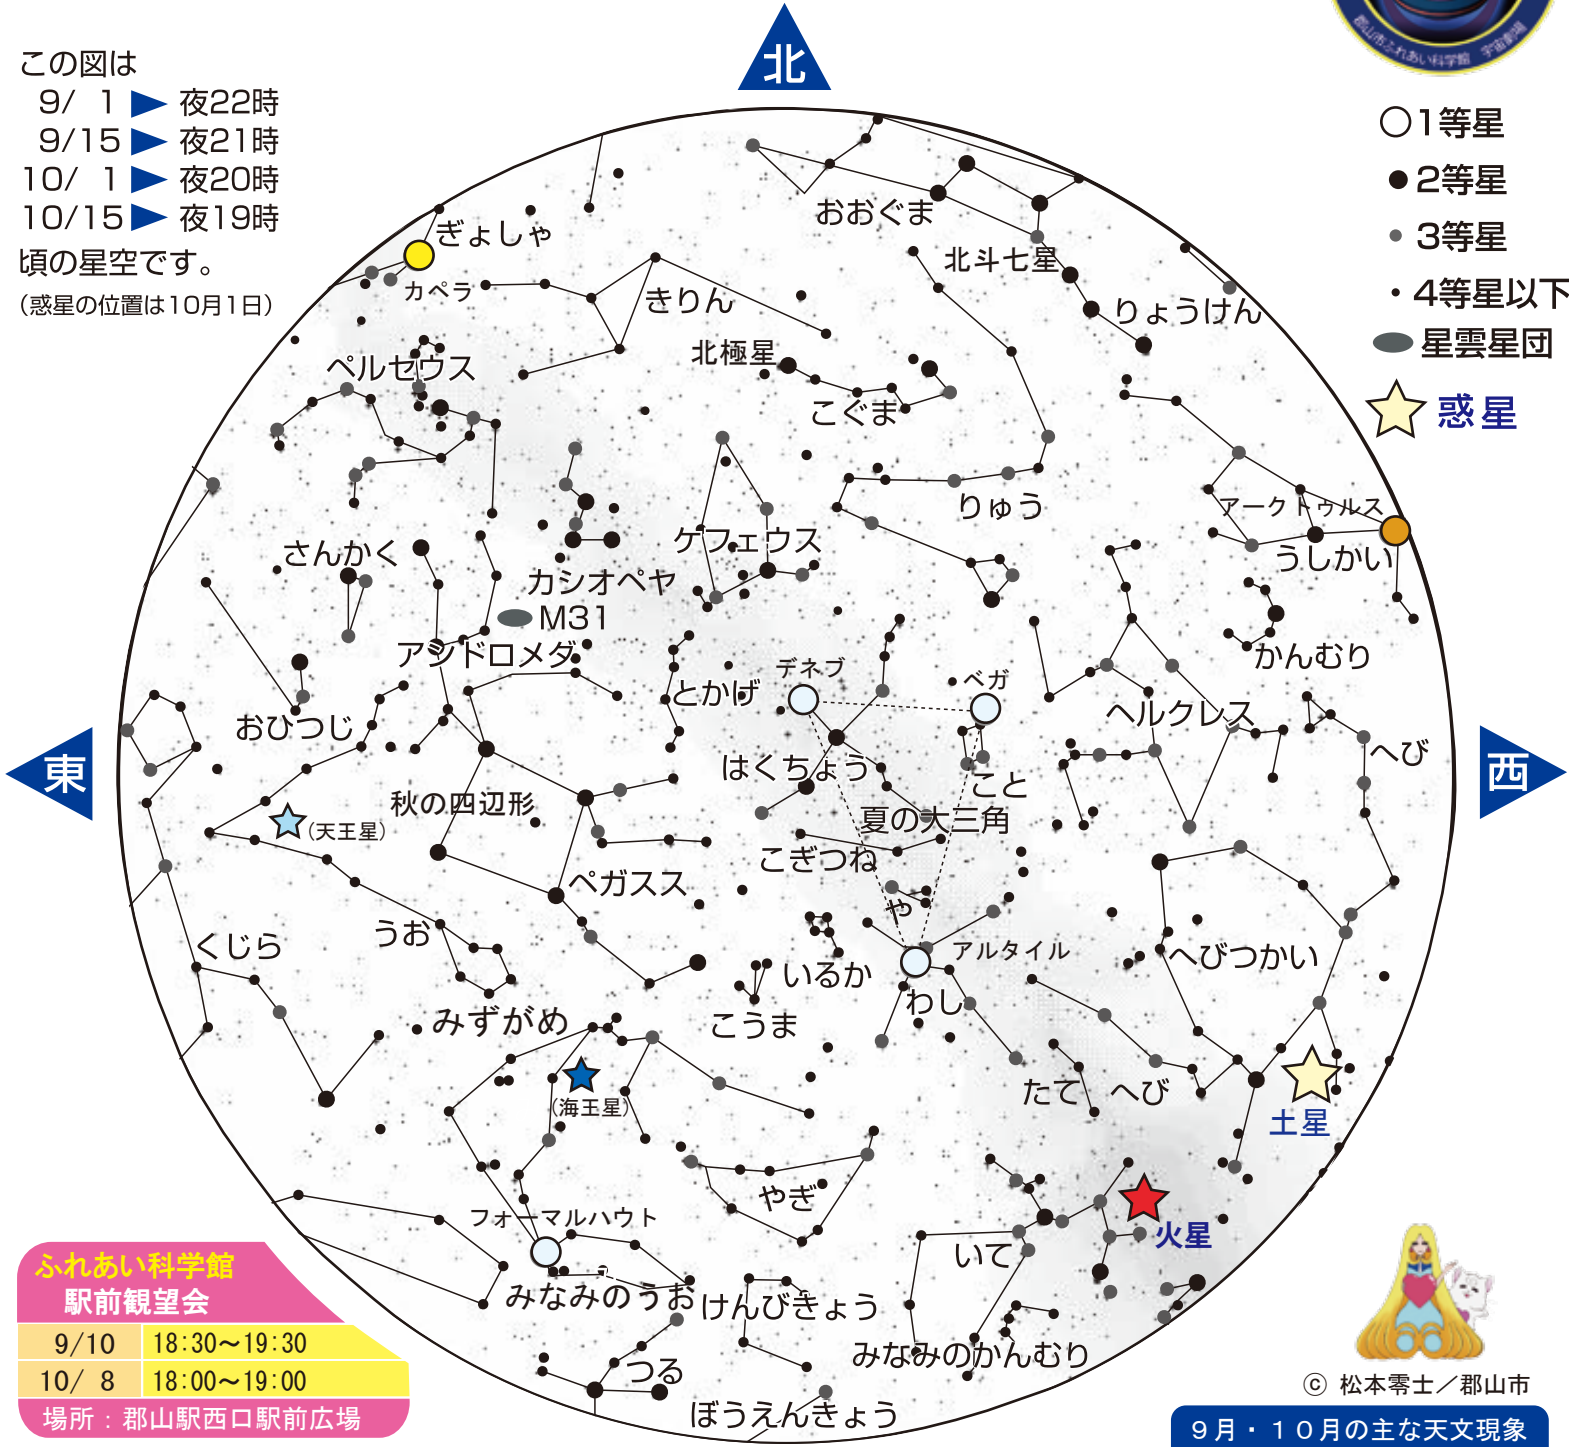 北
郡山市ふれあい科学館 宇宙劇場
この図は
9/ 1 ▶ 夜22時
9/15 ▶ 夜21時
10/ 1 ▶ 夜20時
10/15 ▶ 夜19時
頃の星空です。
（惑星の位置は10月1日）
1等星
2等星
3等星
4等星以下
星雲星団
惑星
おおぐま
ぎょしゃ
北斗七星
カペラ
きりん
りょうけん
北極星
ペルセウス
こぐま
りゅう
アークトゥルス
ケフェウス
さんかく
うしかい
カシオペヤ
M31
アンドロメダ
かんむり
デネブ
ベガ
とかげ
おひつじ
ヘルクレス
へび
東
西
はくちょう
こと
秋の四辺形
夏の大三角
（天王星）
こぎつね
ペガスス
や
うお
くじら
アルタイル
へびつかい
いるか
わし
みずがめ
こうま
たて
へび
（海王星）
土星
やぎ
フォーマルハウト
火星
いて
みなみのうお
けんびきょう
みなみのかんむり
つる
ぼうえんきょう
ふれあい科学館
駅前観望会
9/10 18:30〜19:30
10/ 8 18:00〜19:00
場所：郡山駅西口駅前広場
© 松本零士／郡山市
９月・１０月の主な天文現象